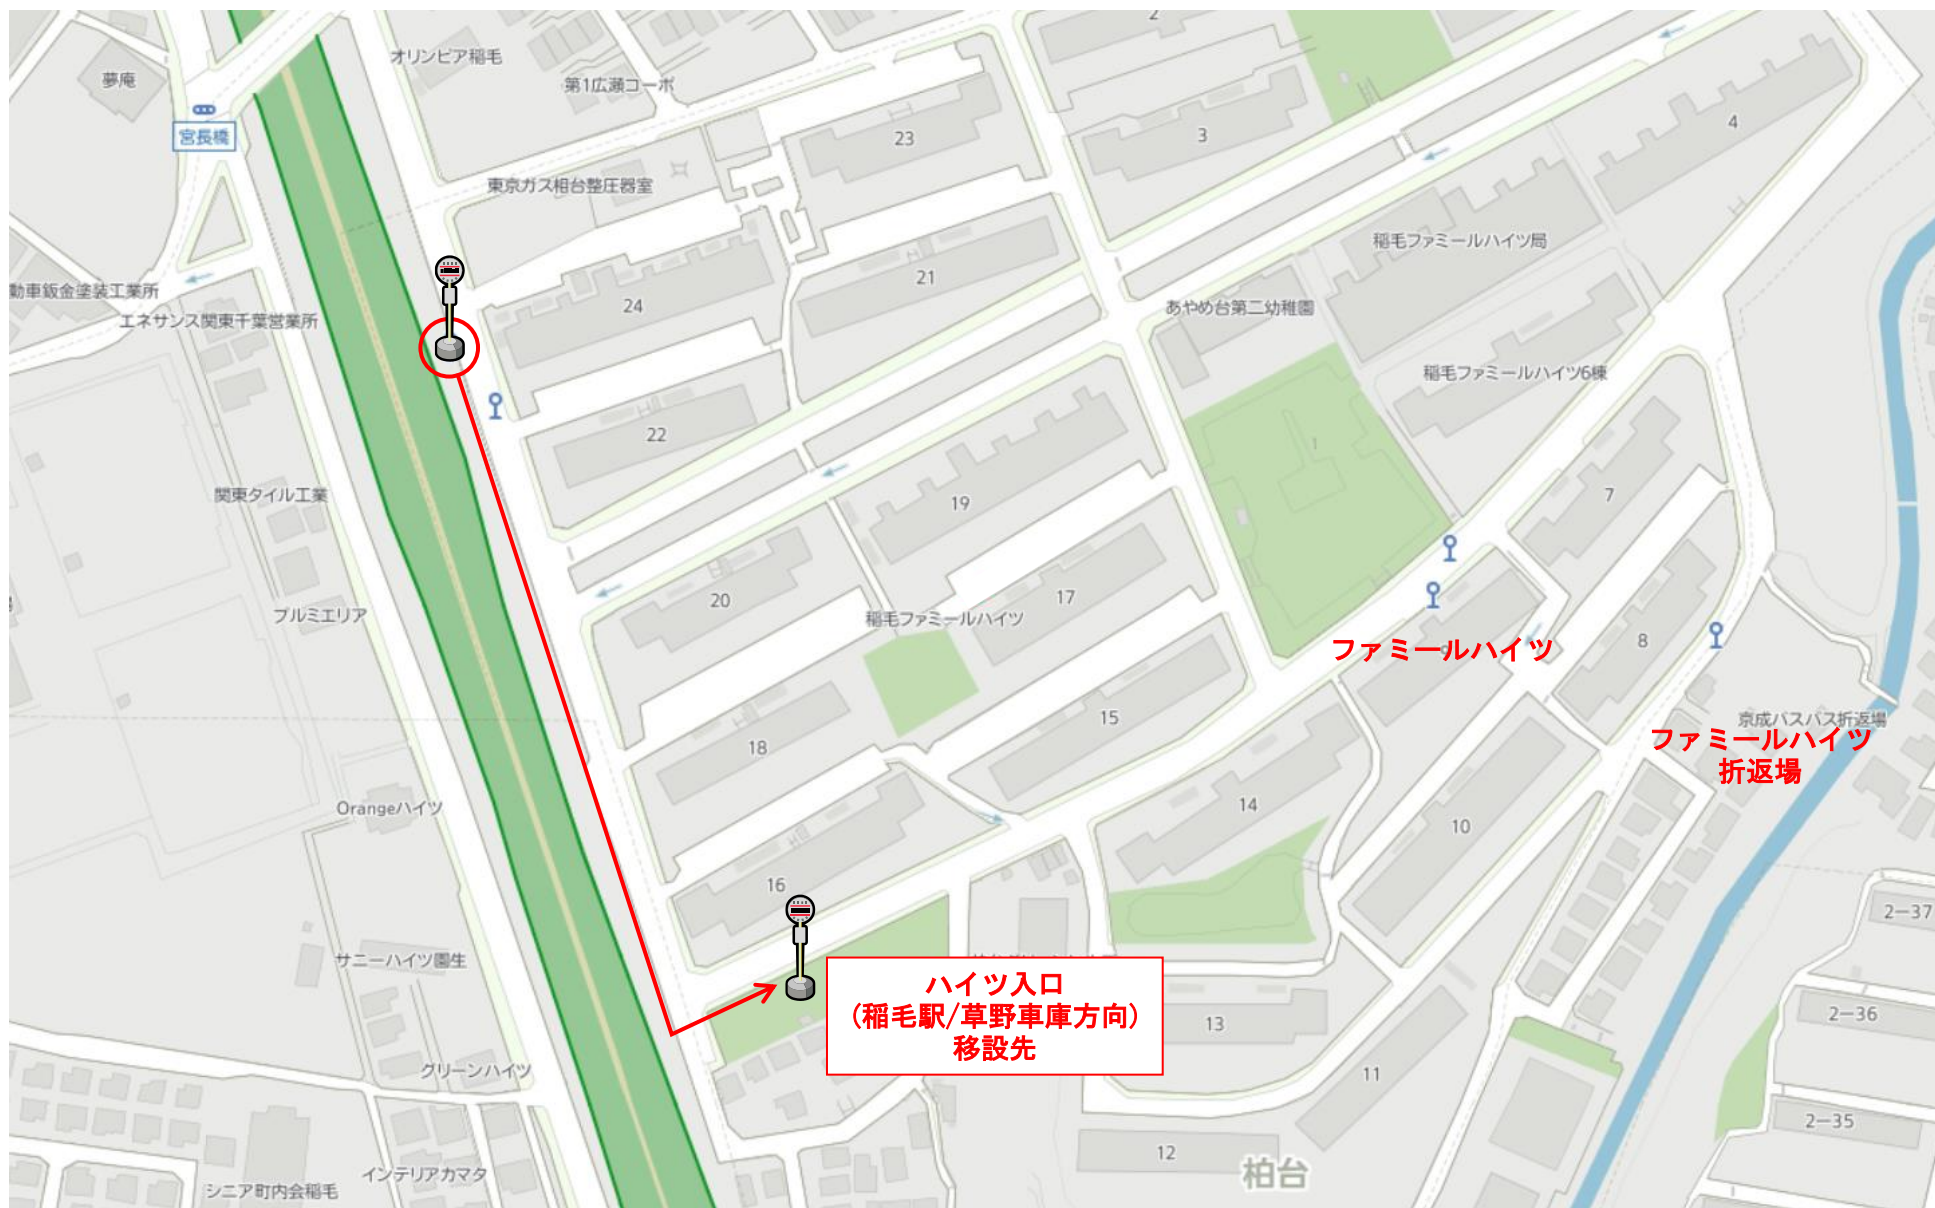 2
オリンピア稲毛
夢庵
第1広瀬コーポ
4
宮長橋
23
3
東京ガス柏台整圧器室
稲毛ファミールハイツ局
21
動車鈑金塗装工業所
24
あやめ台第二幼稚園
エネサンス関東千葉営業所
稲毛ファミールハイツ6棟
22
1
関東タイル工業
19
7
20
17
プルミエリア
稲毛ファミールハイツ
8
ファミールハイツ
15
京成バスバス折返場
18
ファミールハイツ
折返場
Orangeハイツ
14
10
16
2-37
サニーハイツ園生
ハイツ入口
(稲毛駅/草野車庫方向)
移設先
13
2-36
グリーンハイツ
11
2-35
12
インテリアカマタ
柏台
シニア町内会稲毛